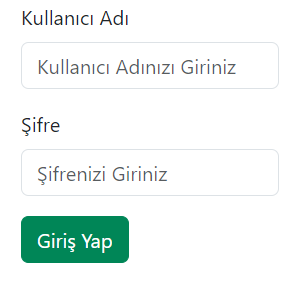 Kullanıcı Adı
Kullanıcı Adınızı Giriniz
Şifre
Şifrenizi Giriniz
Giriş Yap